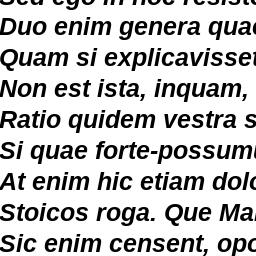 Sed ego in hoc resisto
Duo enim genera quae
Quam si explicavisset
Non est ista, inquam,
Ratio quidem vestra s
Si quae forte-possumu
At enim hic etiam dolo
Stoicos roga. Que Ma
Sic enim censent, opo